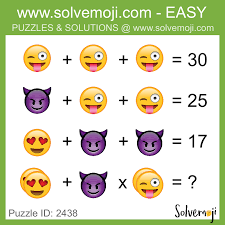 www.solvemoji.com - EASY
PUZZLES & SOLUTIONS @ www.solvemoji.com
+ + = 30
+ + = 25
+ + = 17
+ x = ?
Puzzle ID: 2438
Solvemoji